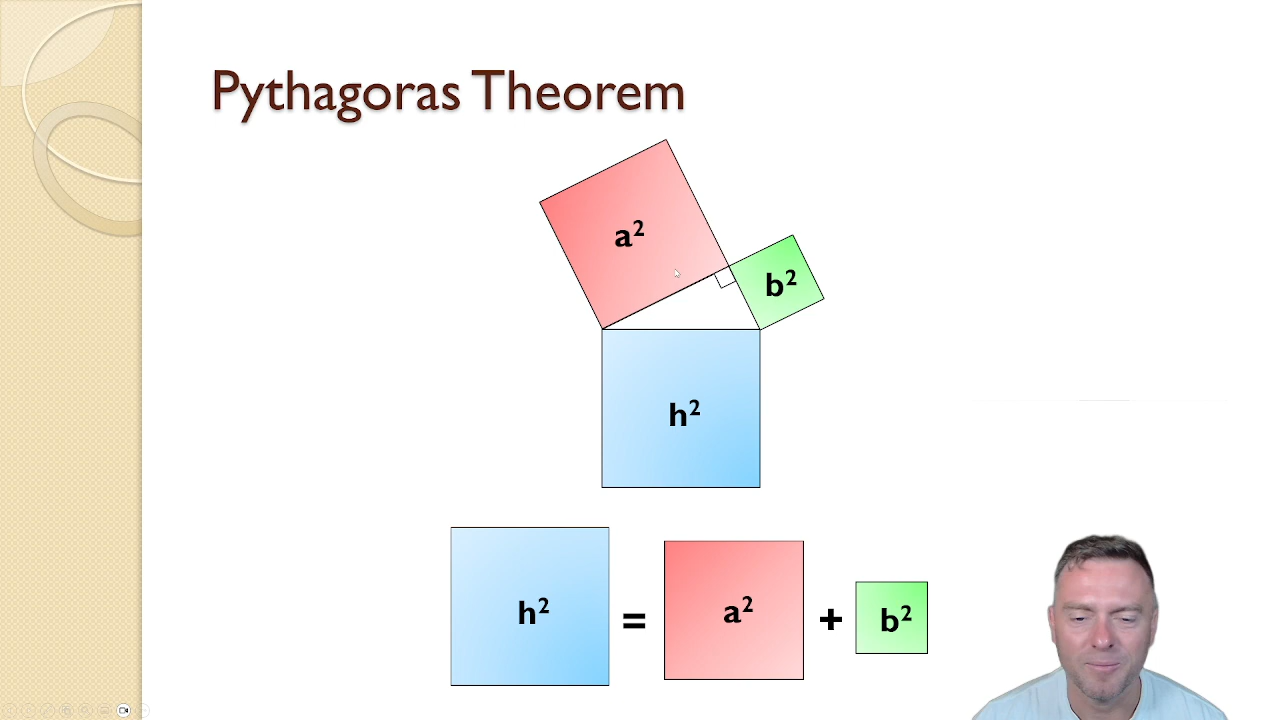 Pythagoras Theorem
a²
b²
h²
h² = a² + b²